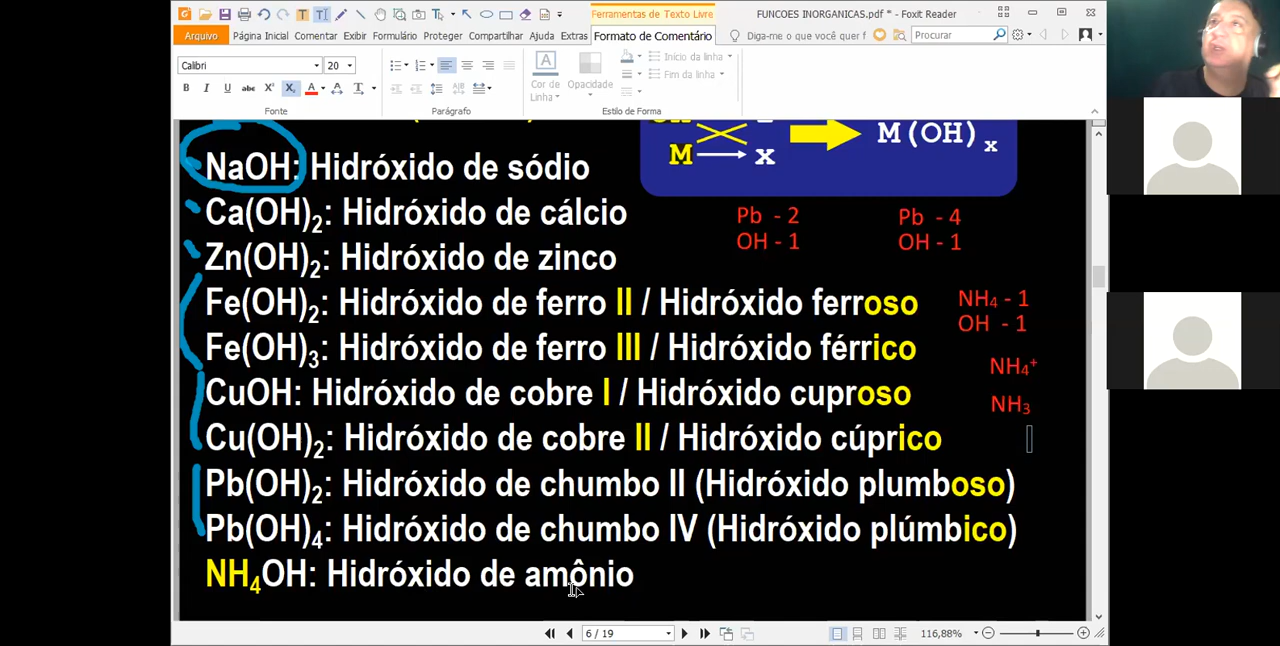 Ferramentas de Texto Livre
FUNCOES INORGANICAS.pdf * - Foxit Reader
Arquivo Página Inicial Comentar Exibir Formulário Proteger Compartilhar Ajuda Extras Formato de Comentário Diga-me o que você quer f Procurar
Calibri 20
Início da linha
Fim da linha
Cor de Linha Opacidade
Fonte Parágrafo Estilo de Forma
M x M(OH)x
NaOH: Hidróxido de sódio
Ca(OH)2: Hidróxido de cálcio
Pb - 2 Pb - 4
OH - 1 OH - 1
Zn(OH)2: Hidróxido de zinco
Fe(OH)2: Hidróxido de ferro II / Hidróxido ferroso
NH4 - 1
OH - 1
Fe(OH)3: Hidróxido de ferro III / Hidróxido férrico
NH4+
CuOH: Hidróxido de cobre I / Hidróxido cuproso
NH3
Cu(OH)2: Hidróxido de cobre II / Hidróxido cúprico
Pb(OH)2: Hidróxido de chumbo II (Hidróxido plumboso)
Pb(OH)4: Hidróxido de chumbo IV (Hidróxido plúmbico)
NH4OH: Hidróxido de amônio
6 / 19 116,88%